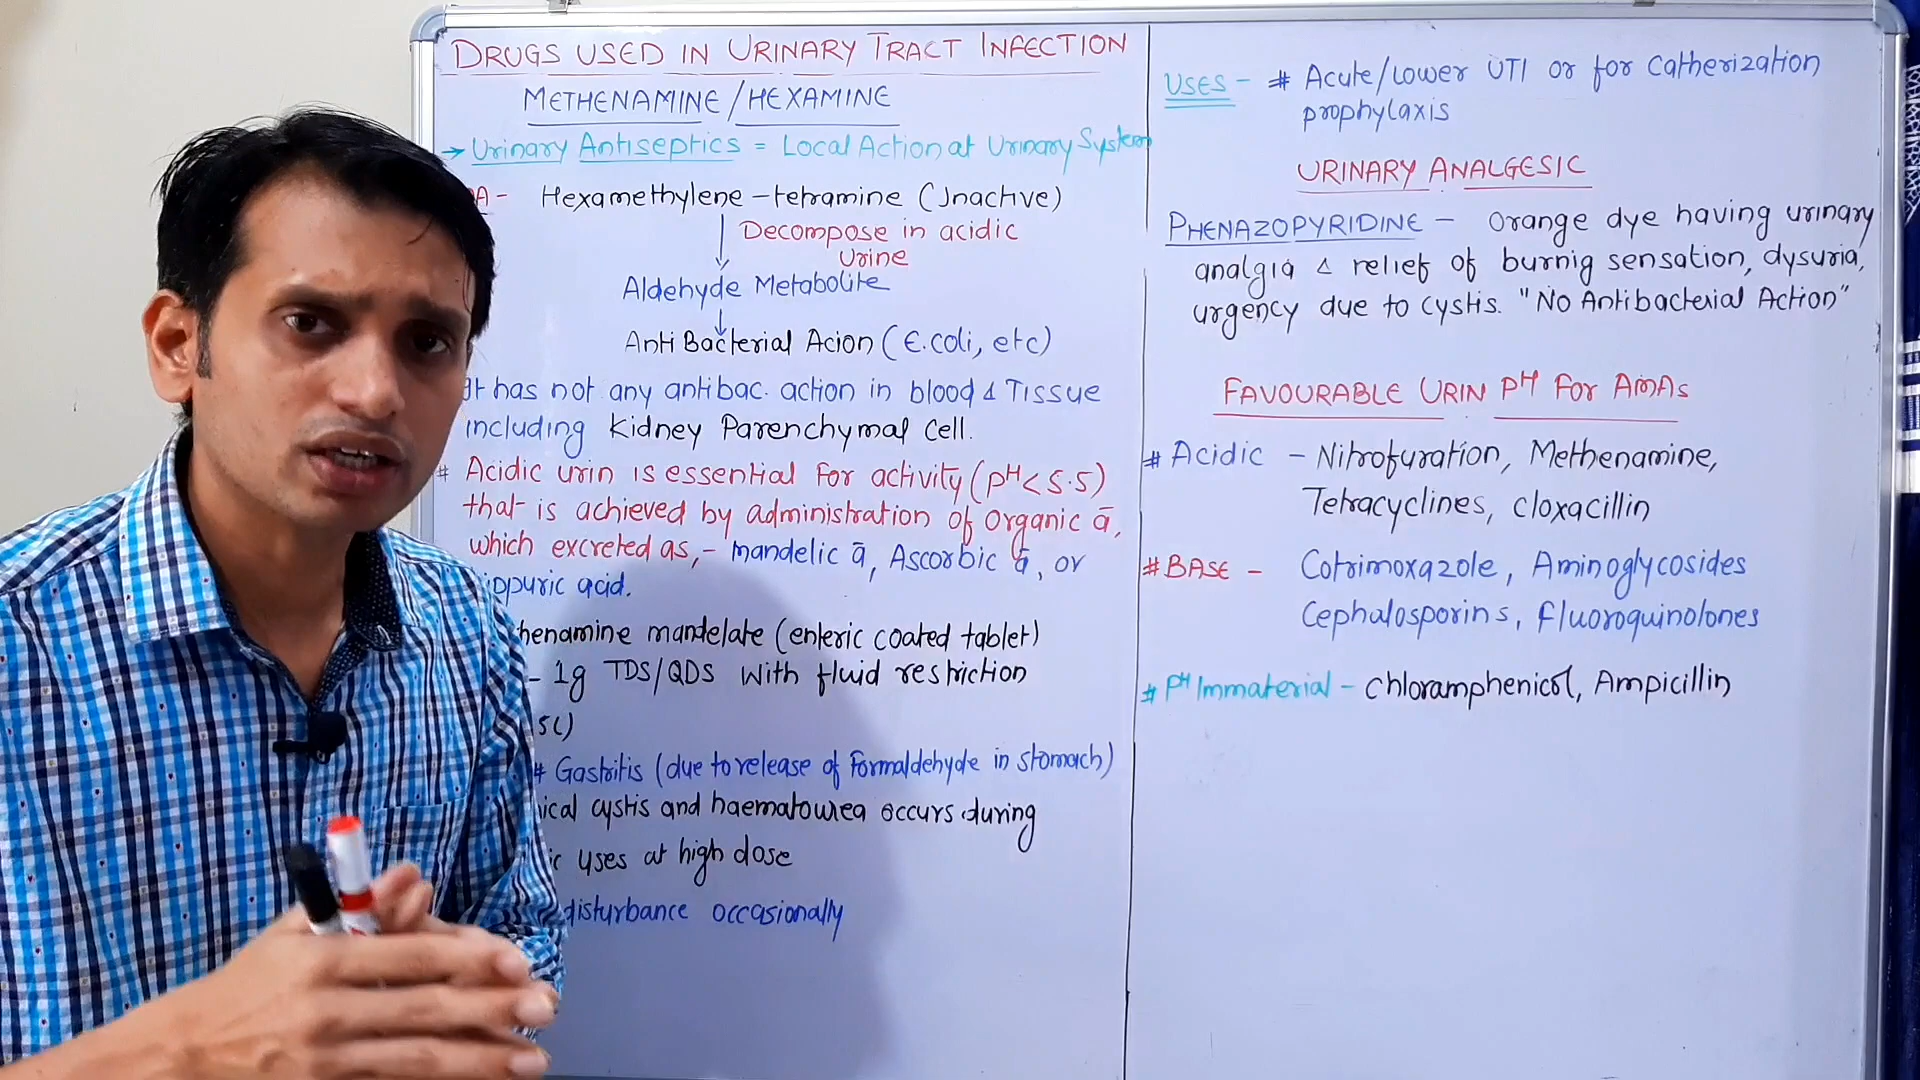 DRUGS USED IN URINARY TRACT INFECTION
METHENAMINE/HEXAMINE
→ Urinary Antiseptics = Local Action at Urinary System
A- Hexamethylene-tetramine (Inactive)
Decompose in acidic
Urine
Aldehyde Metabolite
Anti Bacterial Acion (E.coli, etc)
It has not any antibac. action in blood & Tissue
including Kidney Parenchymal Cell.
# Acidic urin is essential for activity (pH<5.5)
that is achieved by administration of Organic ā,
which excreted as,- mandelic ā, Ascorbic ā, or
ppuric acid.
henamine mandelate (enteric coated tablet)
- 1g TDS/QDS with fluid restriction
5L)
# Gastritis (due to release of Formaldehyde in stomach)
ical cystis and haematourea occurs during
ic uses at high dose
disturbance occasionally
USES - # Acute/Lower UTI or for Catherization
prophylaxis
URINARY ANALGESIC
PHENAZOPYRIDINE - Orange dye having urinary
analgia & relief of burnig sensation, dysuria,
urgency due to cystis. "No Antibacterial Action"
FAVOURABLE URIN PH FOR AMAs
# Acidic - Nitrofuration, Methenamine,
Tetracyclines, cloxacillin
# BASE - Cotrimoxazole, Aminoglycosides
Cephalosporins, fluoroquinolones
# PH Immaterial - Chloramphenicol, Ampicillin